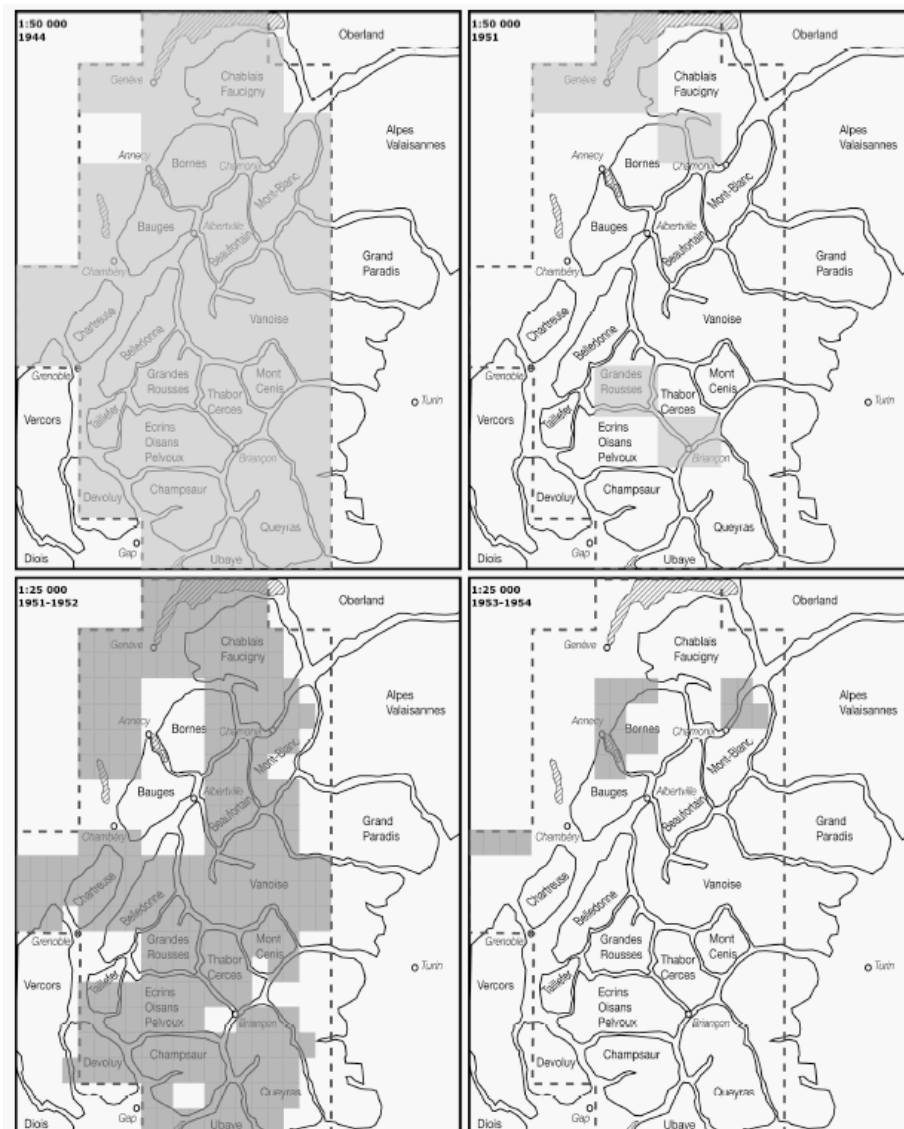 1:50 000
1944
Oberland
Genève
Chablais
Faucigny
Alpes
Valaisannes
Annecy
Bornes
Chamonix
Mont-Blanc
Bauges
Albertville
Beaufortain
Grand
Paradis
Chambéry
Vanoise
Chartreuse
Belledonne
Grenoble
Grandes
Rousses
Mont
Cenis
Thabor
Cerces
Turin
Vercors
Taillefer
Ecrins
Oisans
Pelvoux
Briançon
Devoluy
Champsaur
Queyras
Gap
Diois
Ubaye
1:50 000
1951
Oberland
Genève
Chablais
Faucigny
Alpes
Valaisannes
Annecy
Bornes
Chamonix
Mont-Blanc
Bauges
Albertville
Beaufortain
Grand
Paradis
Chambéry
Vanoise
Chartreuse
Belledonne
Grenoble
Grandes
Rousses
Mont
Cenis
Thabor
Cerces
Turin
Vercors
Taillefer
Ecrins
Oisans
Pelvoux
Briançon
Devoluy
Champsaur
Queyras
Gap
Diois
Ubaye
1:25 000
1951-1952
Oberland
Genève
Chablais
Faucigny
Alpes
Valaisannes
Annecy
Bornes
Chamonix
Mont-Blanc
Bauges
Albertville
Beaufortain
Grand
Paradis
Chambéry
Vanoise
Chartreuse
Belledonne
Grenoble
Grandes
Rousses
Mont
Cenis
Thabor
Cerces
Turin
Vercors
Taillefer
Ecrins
Oisans
Pelvoux
Briançon
Devoluy
Champsaur
Queyras
Gap
Diois
Ubaye
1:25 000
1953-1954
Oberland
Genève
Chablais
Faucigny
Alpes
Valaisannes
Annecy
Bornes
Chamonix
Mont-Blanc
Bauges
Albertville
Beaufortain
Grand
Paradis
Chambéry
Vanoise
Chartreuse
Belledonne
Grenoble
Grandes
Rousses
Mont
Cenis
Thabor
Cerces
Turin
Vercors
Taillefer
Ecrins
Oisans
Pelvoux
Briançon
Devoluy
Champsaur
Queyras
Gap
Diois
Ubaye